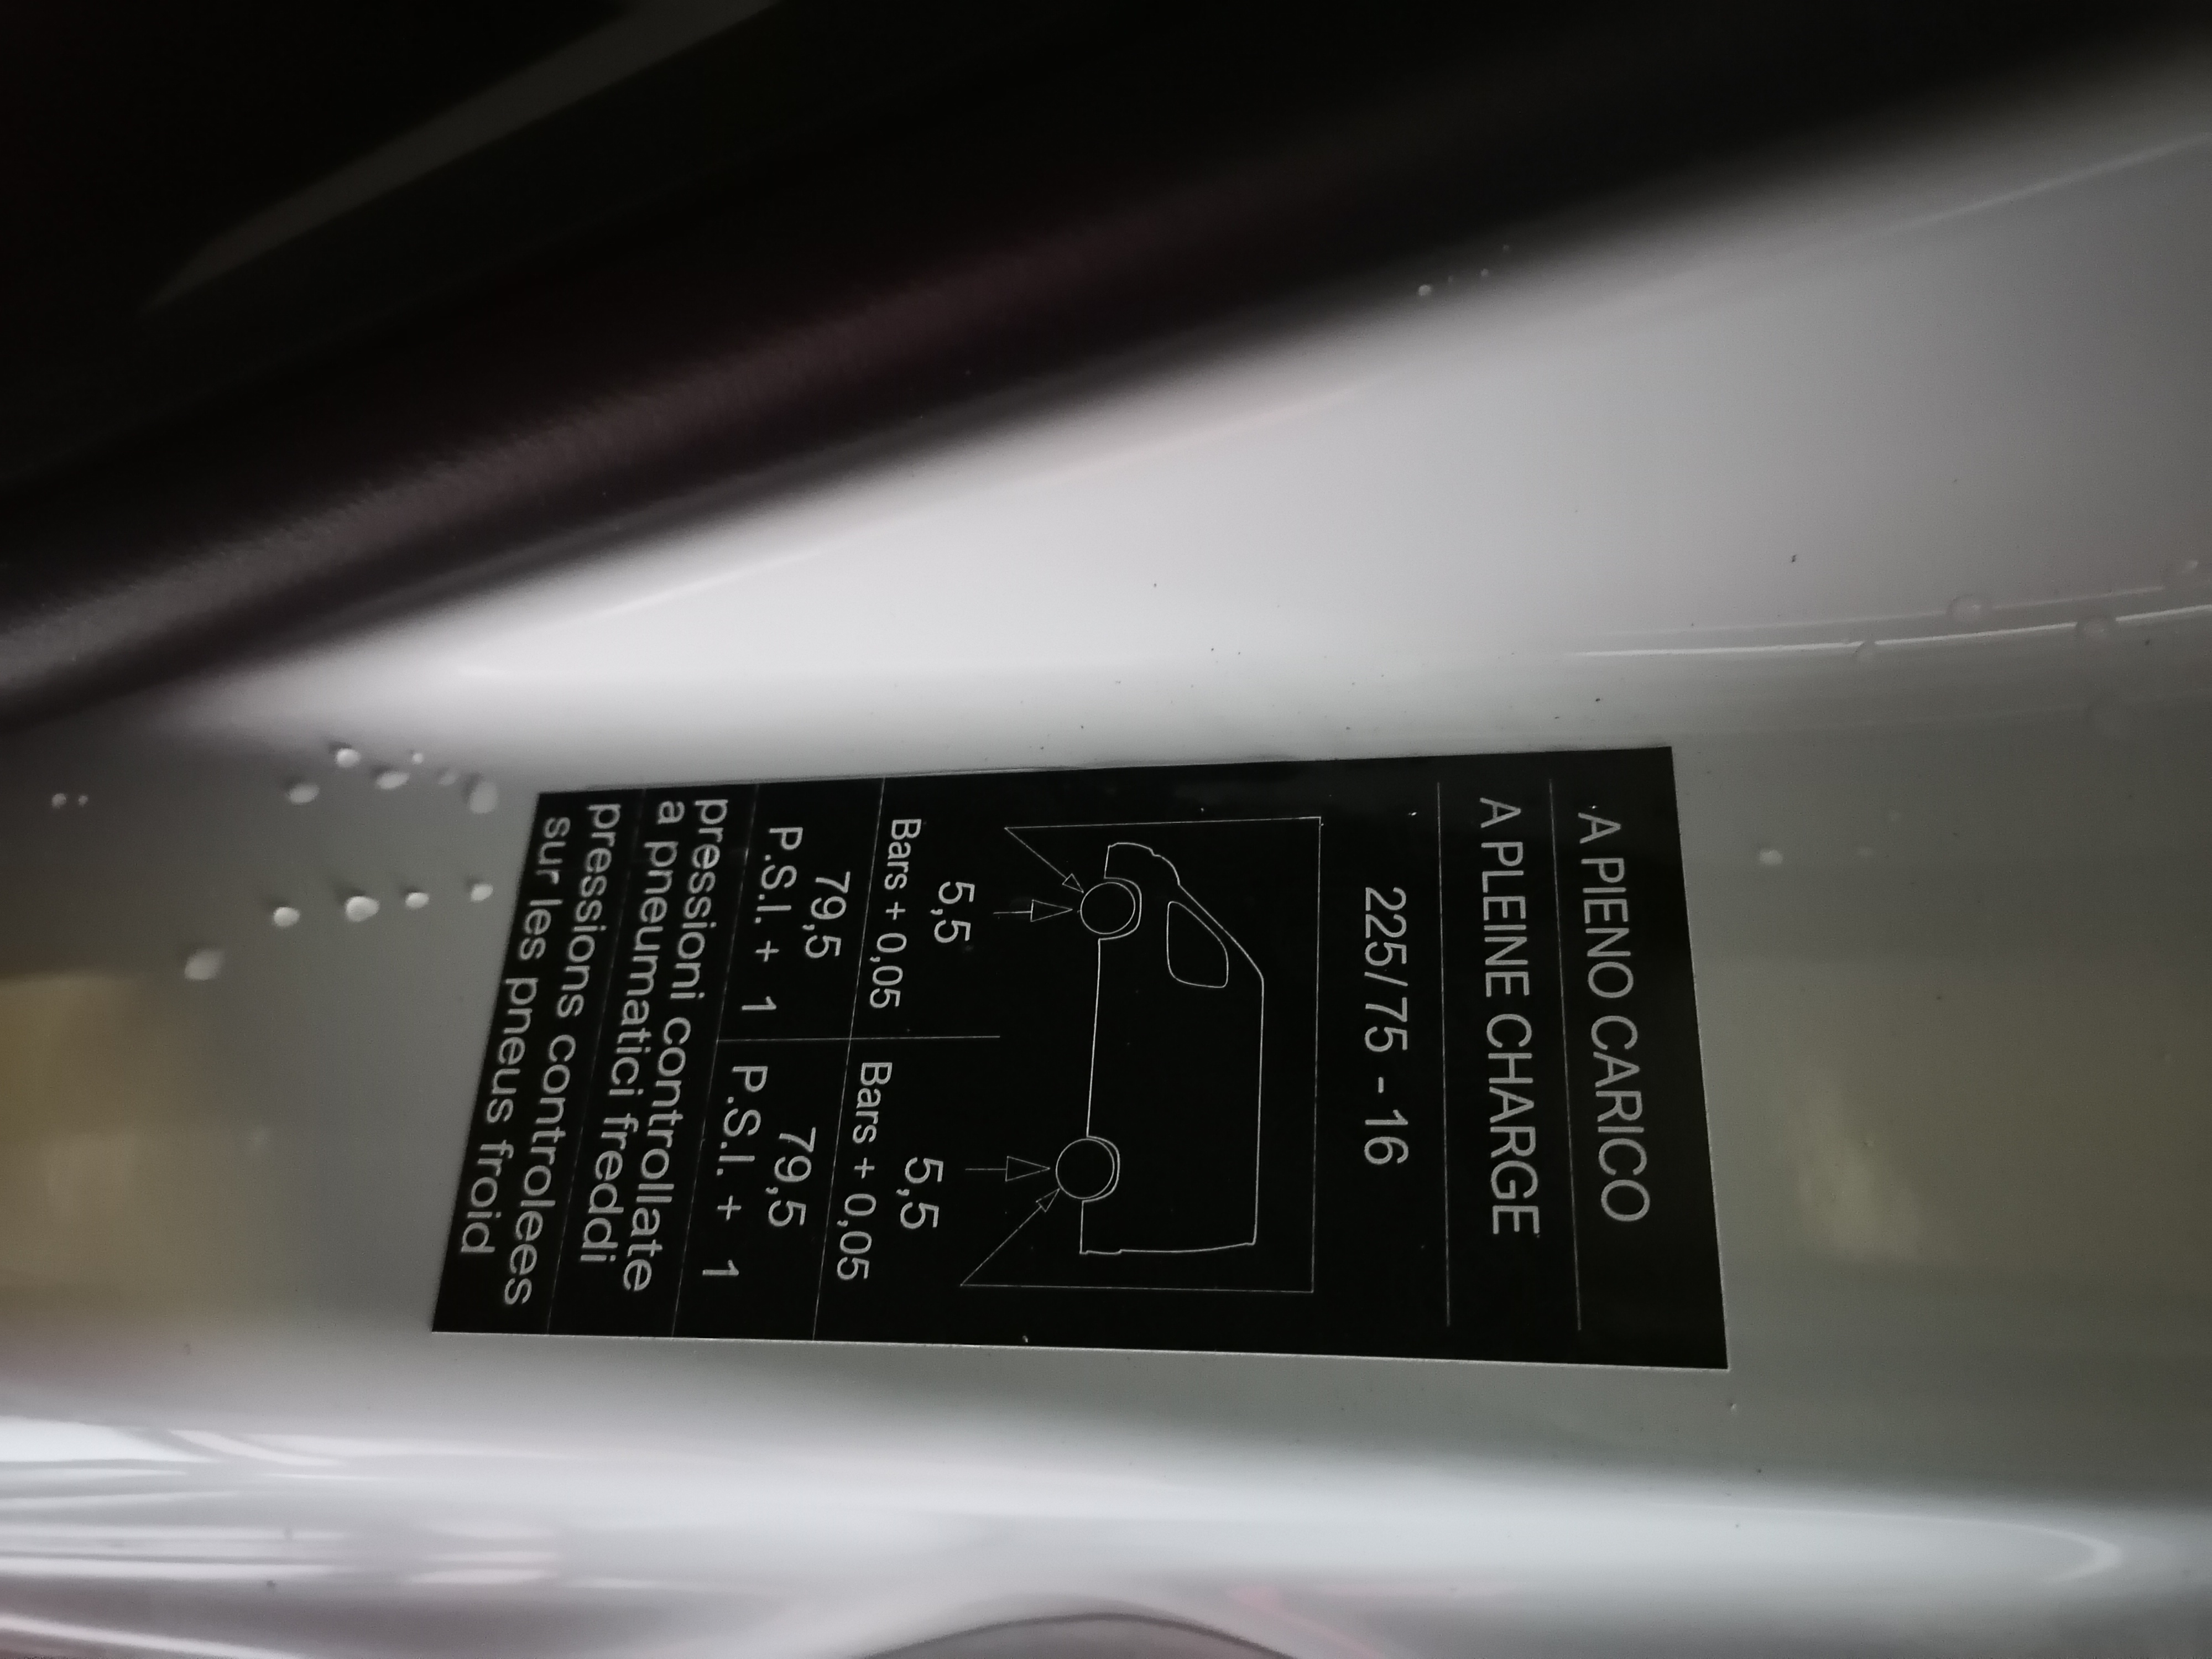 A PIENO CARICO
A PLEINE CHARGE
225/75 - 16
5,5 5,5
Bars + 0,05 Bars + 0,05
79,5 79,5
P.S.I. + 1 P.S.I. + 1
pressioni controllate
a pneumatici freddi
pressions controlees
sur les pneus froid